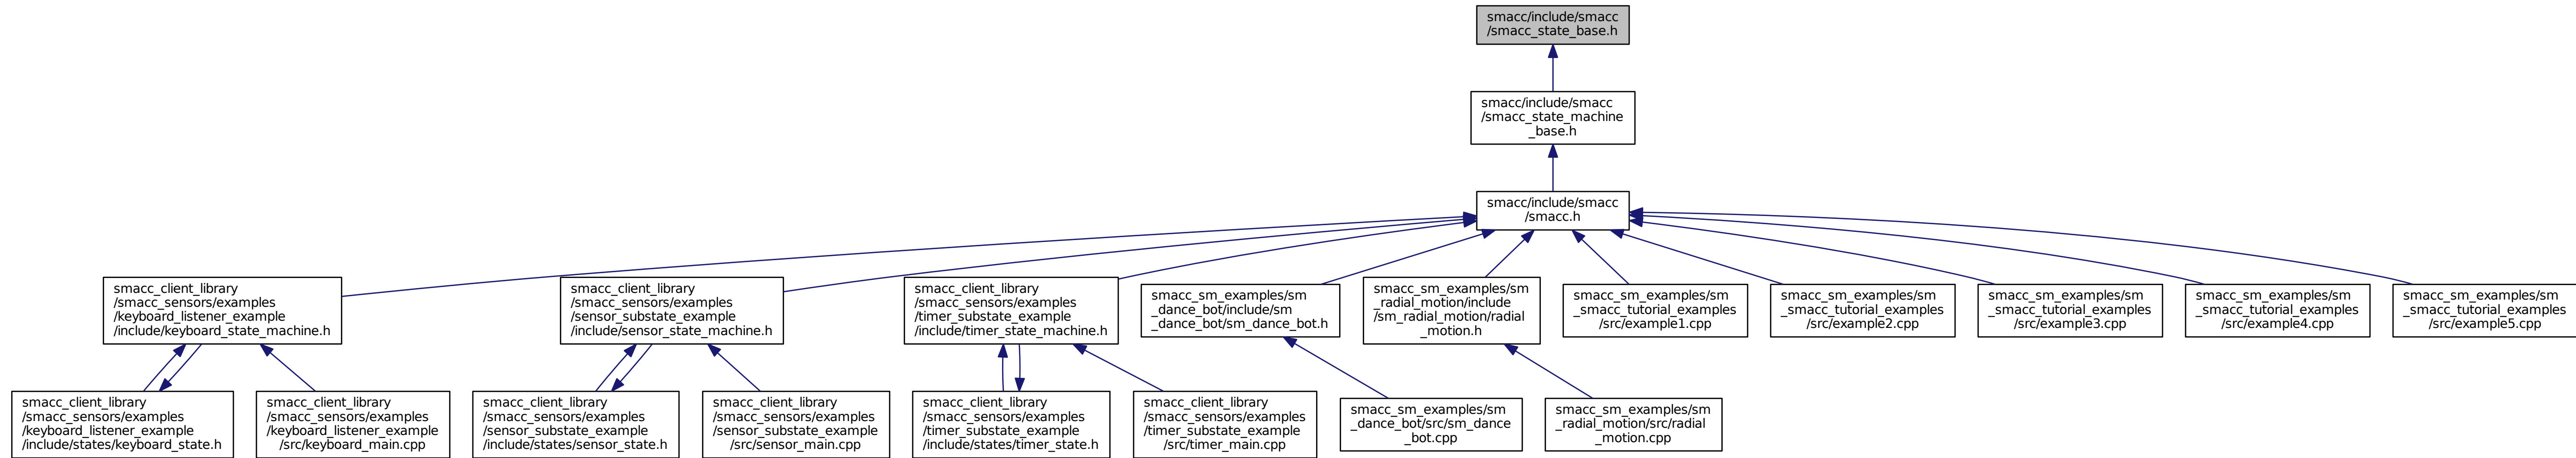 smacc/include/smacc
/smacc_state_base.h
smacc/include/smacc
/smacc_state_machine
_base.h
smacc/include/smacc
/smacc.h
smacc_client_library
/smacc_sensors/examples
/keyboard_listener_example
/include/keyboard_state_machine.h
smacc_client_library
/smacc_sensors/examples
/sensor_substate_example
/include/sensor_state_machine.h
smacc_client_library
/smacc_sensors/examples
/timer_substate_example
/include/timer_state_machine.h
smacc_sm_examples/sm
_dance_bot/include/sm
_dance_bot/sm_dance_bot.h
smacc_sm_examples/sm
_radial_motion/include
/sm_radial_motion/radial
_motion.h
smacc_sm_examples/sm
_smacc_tutorial_examples
/src/example1.cpp
smacc_sm_examples/sm
_smacc_tutorial_examples
/src/example2.cpp
smacc_sm_examples/sm
_smacc_tutorial_examples
/src/example3.cpp
smacc_sm_examples/sm
_smacc_tutorial_examples
/src/example4.cpp
smacc_sm_examples/sm
_smacc_tutorial_examples
/src/example5.cpp
smacc_client_library
/smacc_sensors/examples
/keyboard_listener_example
/include/states/keyboard_state.h
smacc_client_library
/smacc_sensors/examples
/keyboard_listener_example
/src/keyboard_main.cpp
smacc_client_library
/smacc_sensors/examples
/sensor_substate_example
/include/states/sensor_state.h
smacc_client_library
/smacc_sensors/examples
/sensor_substate_example
/src/sensor_main.cpp
smacc_client_library
/smacc_sensors/examples
/timer_substate_example
/include/states/timer_state.h
smacc_client_library
/smacc_sensors/examples
/timer_substate_example
/src/timer_main.cpp
smacc_sm_examples/sm
_dance_bot/src/sm_dance
_bot.cpp
smacc_sm_examples/sm
_radial_motion/src/radial
_motion.cpp